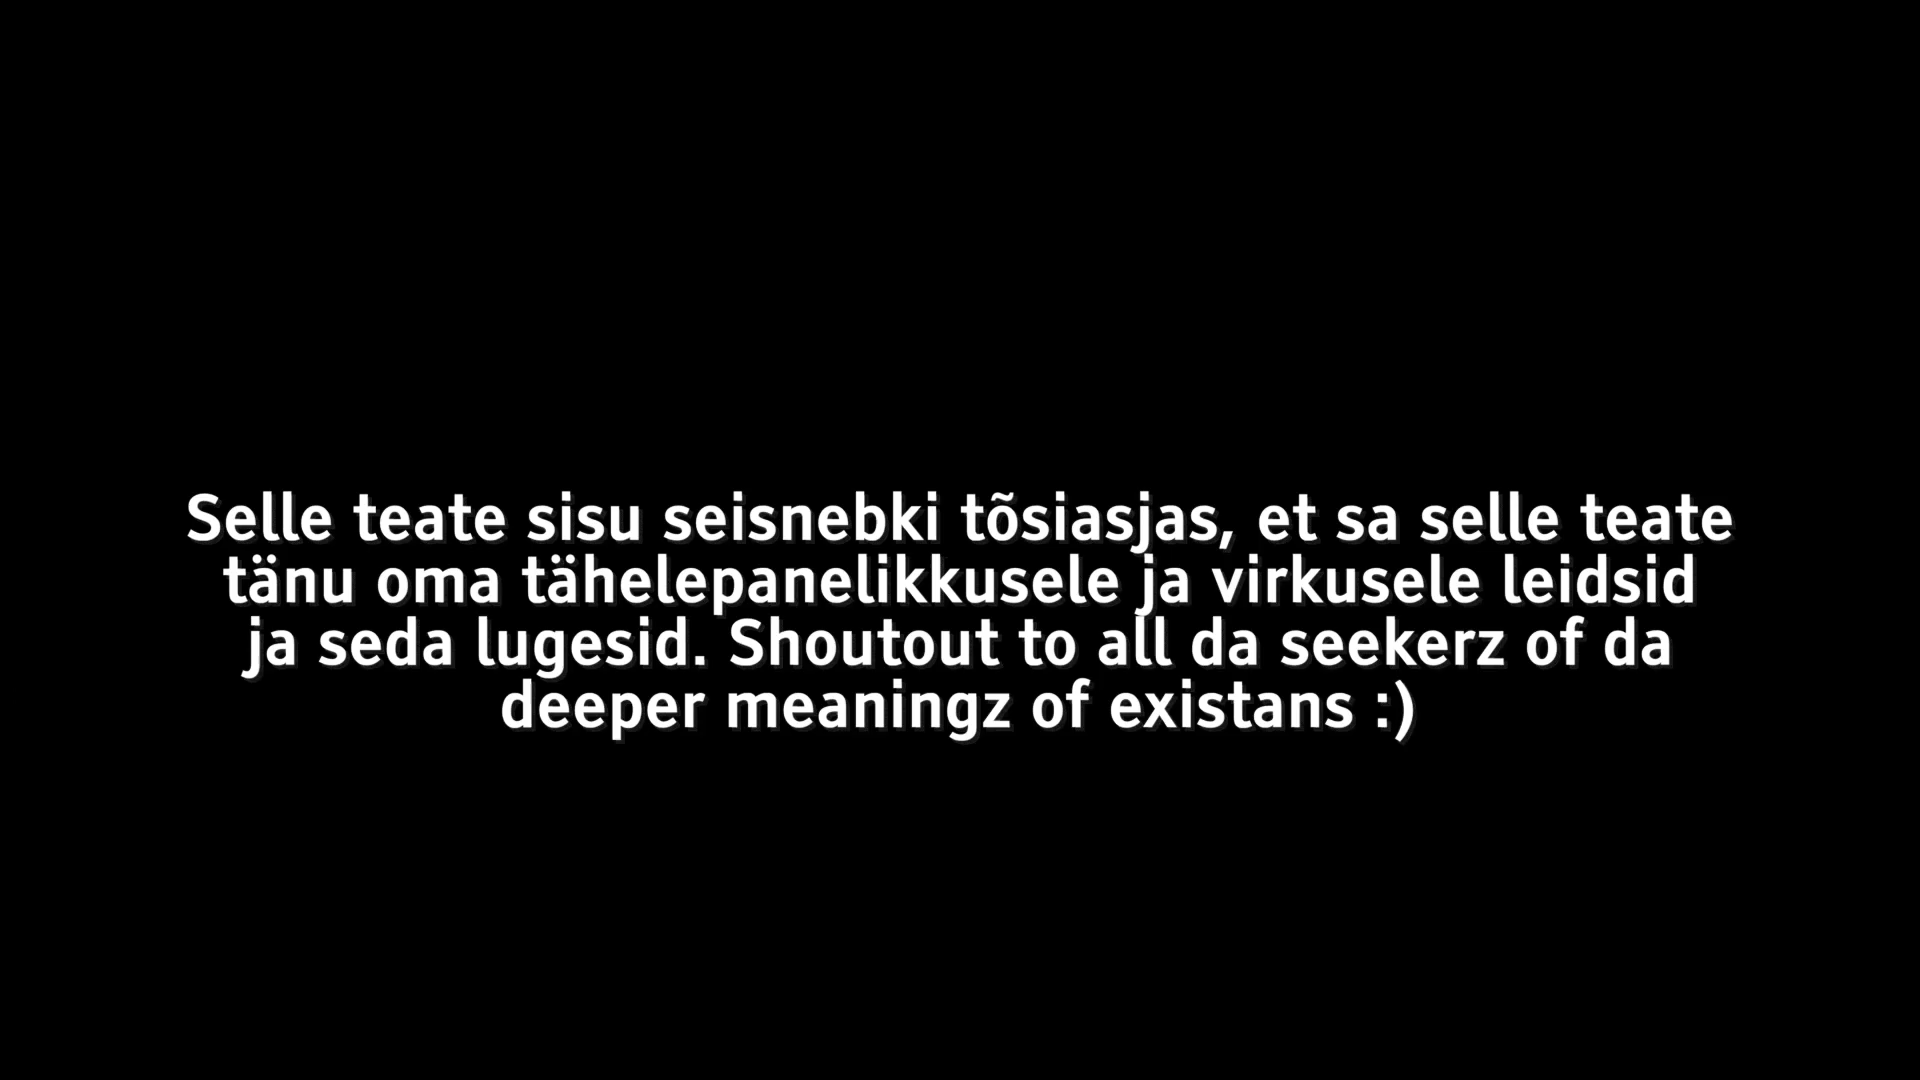 Selle teate sisu seisnebki tõsiasjas, et sa selle teate
tänu oma tähelepanelikkusele ja virkusele leidsid
ja seda lugesid. Shoutout to all da seekerz of da
deeper meaningz of existans :)